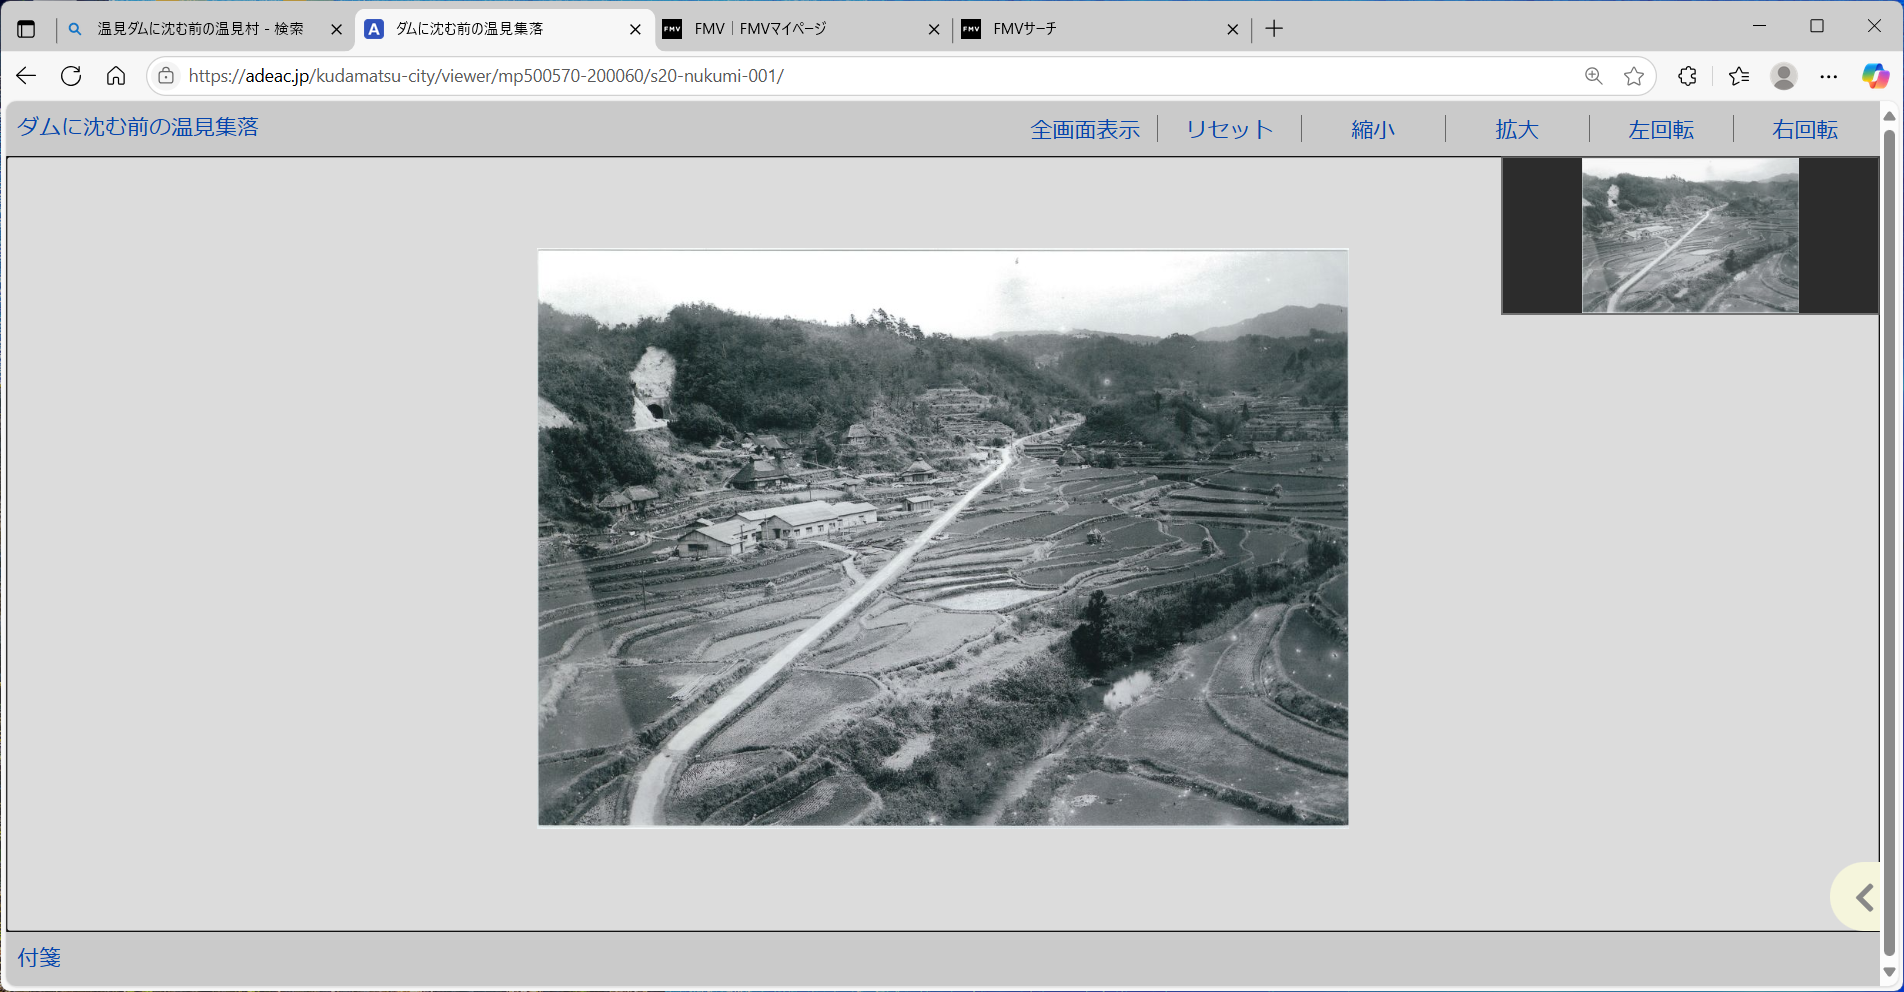 温見ダムに沈む前の温見村 - 検索
ダムに沈む前の温見集落
FMV FMV｜FMVマイページ
FMV FMVサーチ
https://adeac.jp/kudamatsu-city/viewer/mp500570-200060/s20-nukumi-001/
ダムに沈む前の温見集落
全画面表示 リセット 縮小 拡大 左回転 右回転
付箋